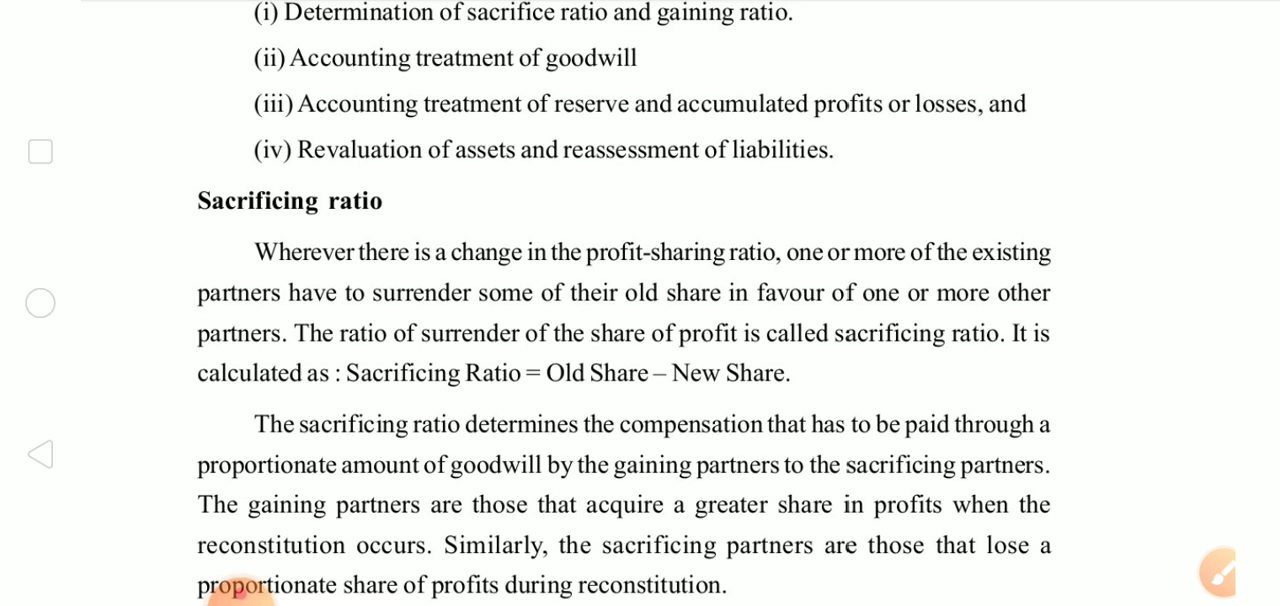 (i) Determination of sacrifice ratio and gaining ratio.
(ii) Accounting treatment of goodwill
(iii) Accounting treatment of reserve and accumulated profits or losses, and
(iv) Revaluation of assets and reassessment of liabilities.
Sacrificing ratio
Wherever there is a change in the profit-sharing ratio, one or more of the existing
partners have to surrender some of their old share in favour of one or more other
partners. The ratio of surrender of the share of profit is called sacrificing ratio. It is
calculated as : Sacrificing Ratio = Old Share – New Share.
The sacrificing ratio determines the compensation that has to be paid through a
proportionate amount of goodwill by the gaining partners to the sacrificing partners.
The gaining partners are those that acquire a greater share in profits when the
reconstitution occurs. Similarly, the sacrificing partners are those that lose a
proportionate share of profits during reconstitution.